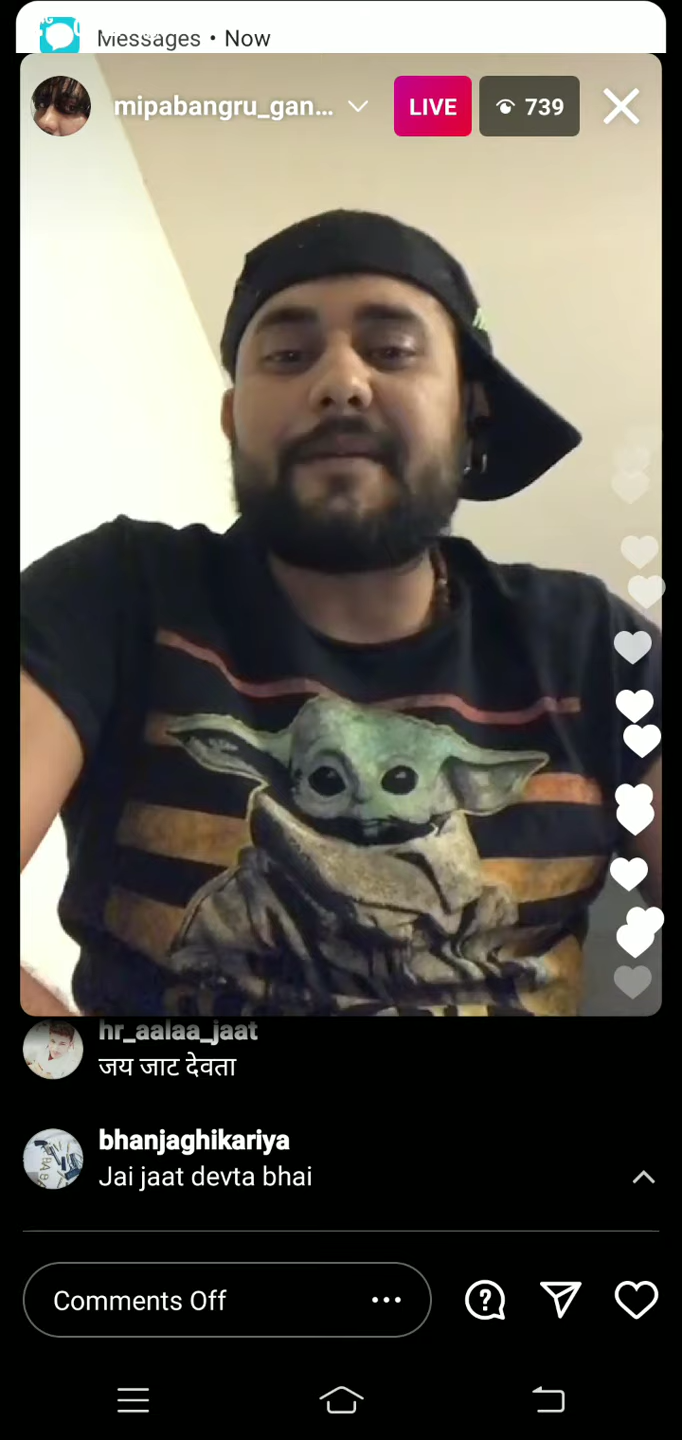 Messages • Now
mipabangru_gan... LIVE 739
hr_aalaa_jaat
जय जाट देवता
bhanjaghikariya
Jai jaat devta bhai
Comments Off